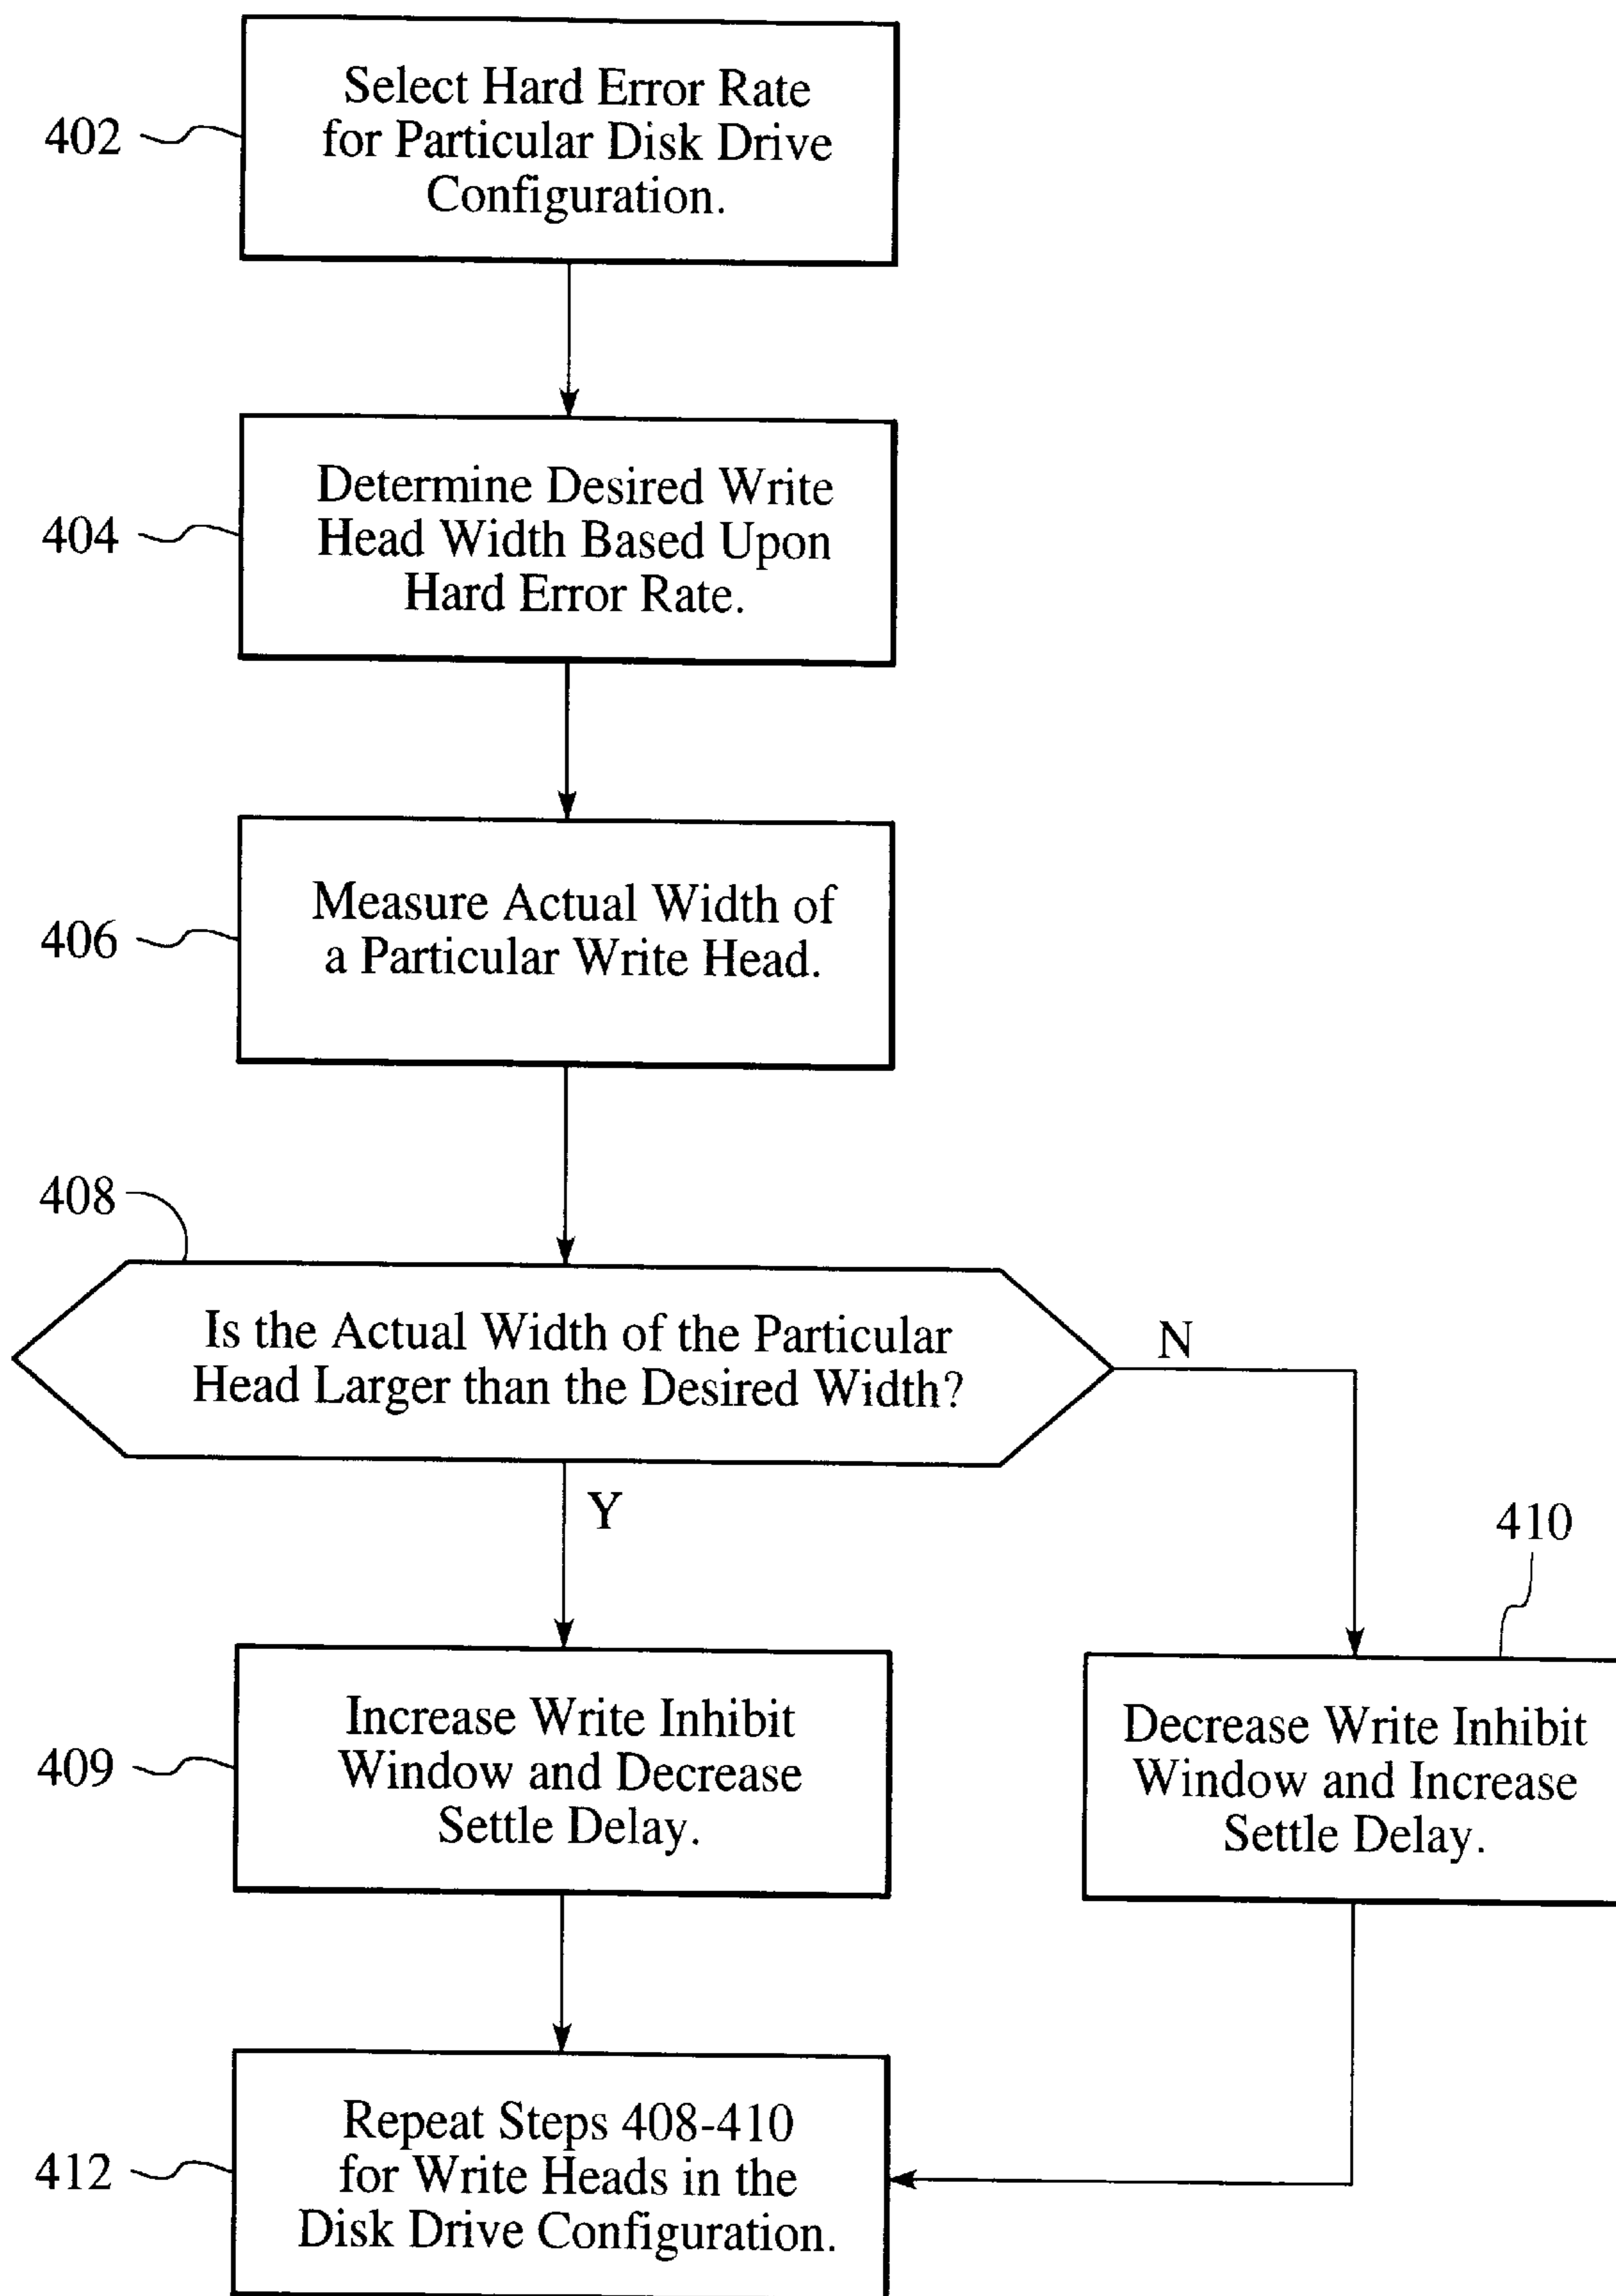 402
Select Hard Error Rate
for Particular Disk Drive
Configuration.
404
Determine Desired Write
Head Width Based Upon
Hard Error Rate.
406
Measure Actual Width of
a Particular Write Head.
408
Is the Actual Width of the Particular
Head Larger than the Desired Width?
N
Y
410
409
Increase Write Inhibit
Window and Decrease
Settle Delay.
Decrease Write Inhibit
Window and Increase
Settle Delay.
412
Repeat Steps 408-410
for Write Heads in the
Disk Drive Configuration.